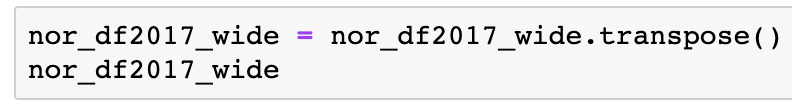 nor_df2017_wide = nor_df2017_wide.transpose()
nor_df2017_wide